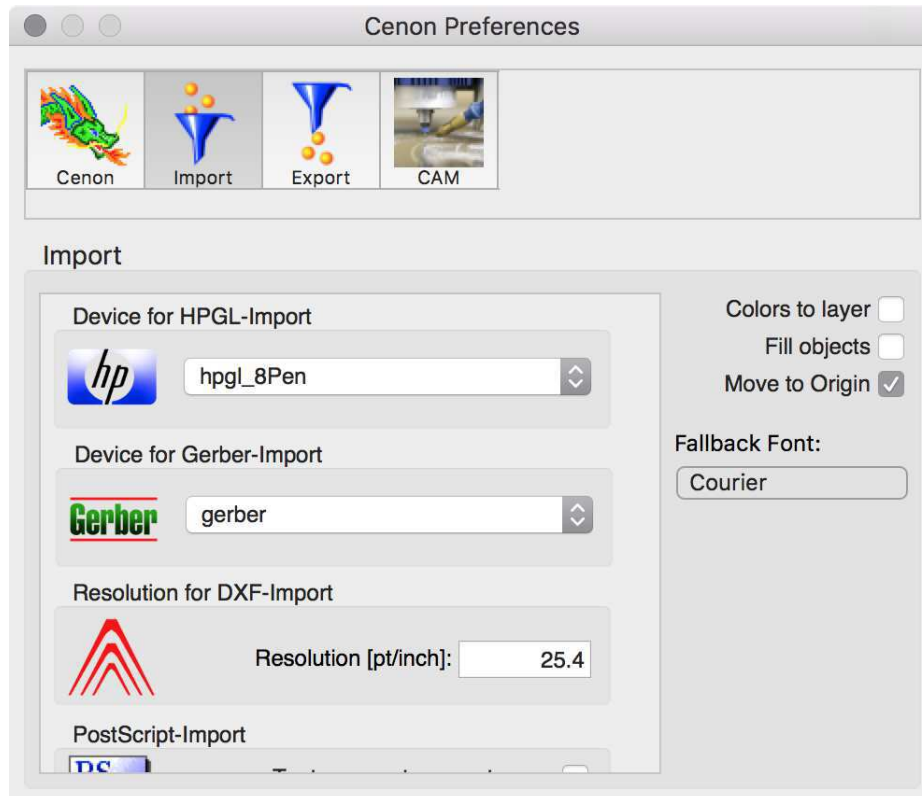 Cenon Preferences
Cenon
Import
Export
CAM
Import
Device for HPGL-Import
hp
hpgl_8Pen
Device for Gerber-Import
Gerber
gerber
Resolution for DXF-Import
Resolution [pt/inch]:
25.4
PostScript-Import
PS
Colors to layer
Fill objects
Move to Origin
Fallback Font:
Courier